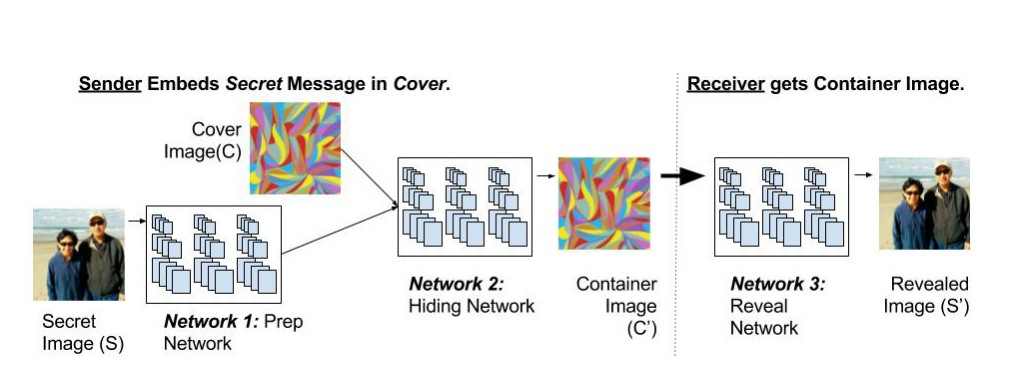 Sender Embeds Secret Message in Cover.
Receiver gets Container Image.
Cover
Image(C)
Secret
Image (S)
Network 1: Prep
Network
Network 2:
Hiding Network
Container
Image
(C’)
Network 3:
Reveal
Network
Revealed
Image (S’)